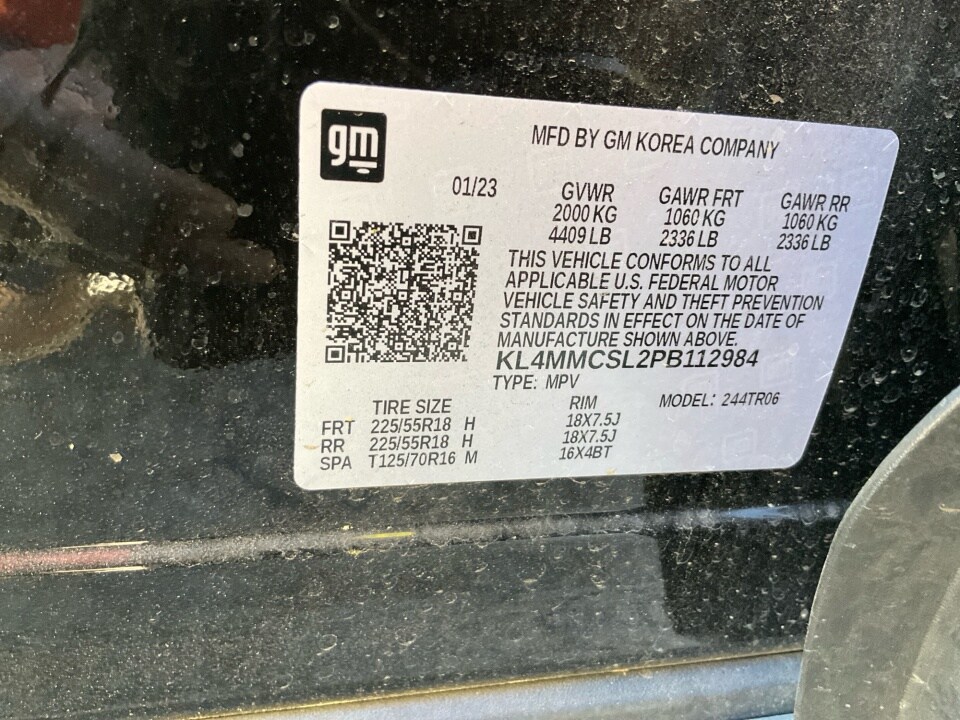 gm
MFD BY GM KOREA COMPANY
01/23 GVWR GAWR FRT GAWR RR
2000 KG 1060 KG 1060 KG
4409 LB 2336 LB 2336 LB
THIS VEHICLE CONFORMS TO ALL
APPLICABLE U.S. FEDERAL MOTOR
VEHICLE SAFETY AND THEFT PREVENTION
STANDARDS IN EFFECT ON THE DATE OF
MANUFACTURE SHOWN ABOVE.
KL4MMCSL2PB112984
TYPE: MPV
TIRE SIZE RIM MODEL: 244TR06
FRT 225/55R18 H 18X7.5J
RR 225/55R18 H 18X7.5J
SPA T125/70R16 M 16X4BT